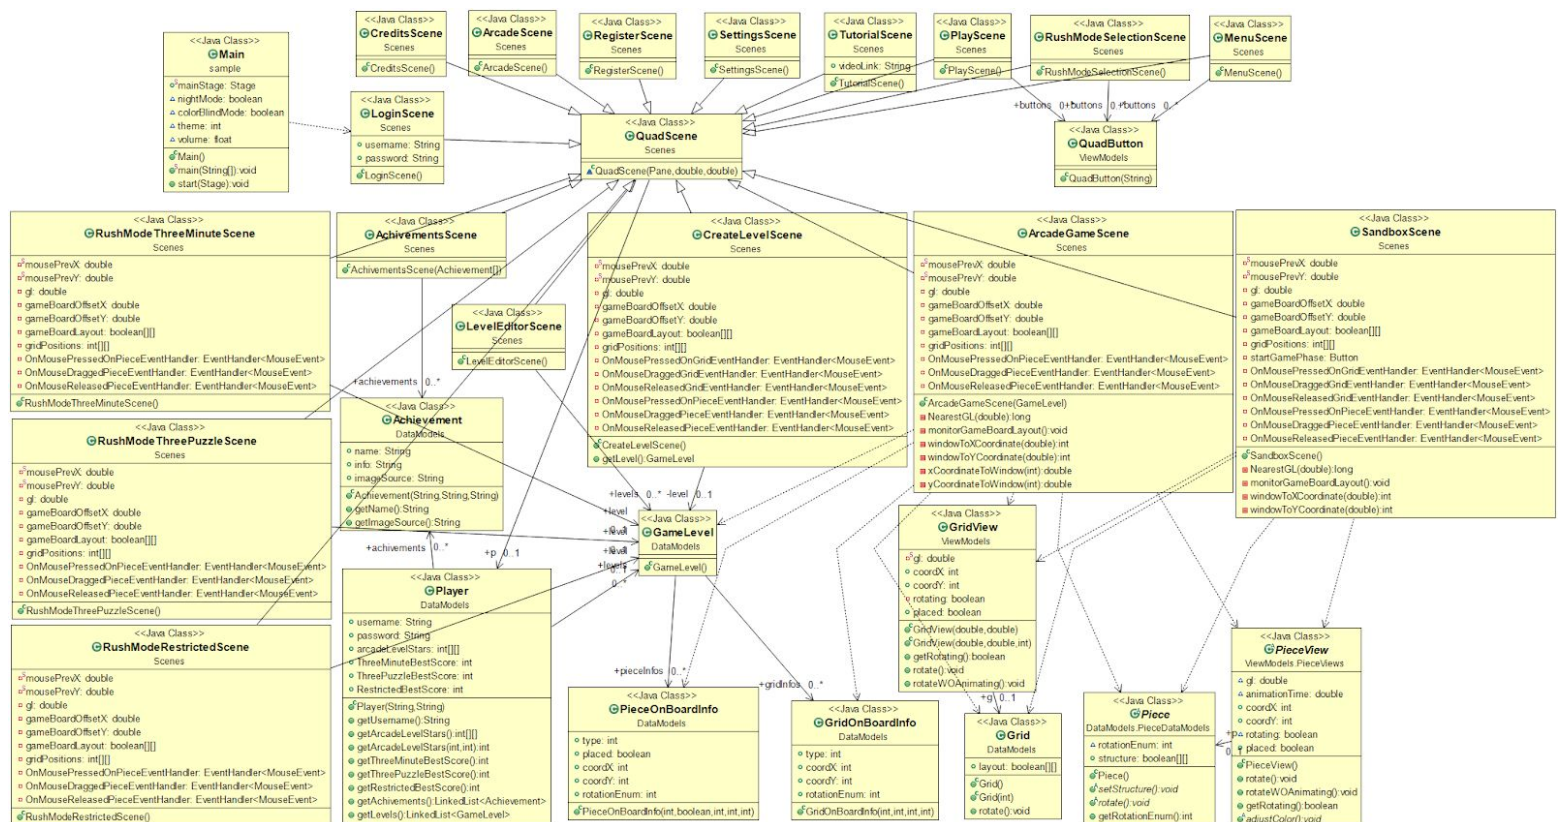 <<Java Class>>
Main
sample
mainStage: Stage
nightMode: boolean
colorBlindMode: boolean
theme: int
volume: float
Main()
main(String[]):void
start(Stage):void
<<Java Class>>
CreditsScene
Scenes
CreditsScene()
<<Java Class>>
ArcadeScene
Scenes
ArcadeScene()
<<Java Class>>
RegisterScene
Scenes
RegisterScene()
<<Java Class>>
SettingsScene
Scenes
SettingsScene()
<<Java Class>>
TutorialScene
Scenes
videoLink: String
TutorialScene()
<<Java Class>>
PlayScene
Scenes
PlayScene()
<<Java Class>>
RushModeSelectionScene
Scenes
RushModeSelectionScene()
<<Java Class>>
MenuScene
Scenes
MenuScene()
<<Java Class>>
LoginScene
Scenes
username: String
password: String
LoginScene()
<<Java Class>>
QuadScene
Scenes
QuadScene(Pane,double,double)
+buttons 0..*
+buttons 0..*
+buttons 0..*
<<Java Class>>
QuadButton
ViewModels
QuadButton(String)
<<Java Class>>
RushModeThreeMinuteScene
Scenes
mousePrevX: double
mousePrevY: double
gl: double
gameBoardOffsetX: double
gameBoardOffsetY: double
gameBoardLayout: boolean[][]
gridPositions: int[][]
OnMousePressedOnPieceEventHandler: EventHandler<MouseEvent>
OnMouseDraggedPieceEventHandler: EventHandler<MouseEvent>
OnMouseReleasedPieceEventHandler: EventHandler<MouseEvent>
RushModeThreeMinuteScene()
<<Java Class>>
AchivementsScene
Scenes
AchivementsScene(Achievement[])
<<Java Class>>
LevelEditorScene
Scenes
LevelEditorScene()
<<Java Class>>
CreateLevelScene
Scenes
mousePrevX: double
mousePrevY: double
gl: double
gameBoardOffsetX: double
gameBoardOffsetY: double
gameBoardLayout: boolean[][]
gridPositions: int[][]
OnMousePressedOnGridEventHandler: EventHandler<MouseEvent>
OnMouseDraggedGridEventHandler: EventHandler<MouseEvent>
OnMouseReleasedGridEventHandler: EventHandler<MouseEvent>
OnMousePressedOnPieceEventHandler: EventHandler<MouseEvent>
OnMouseDraggedPieceEventHandler: EventHandler<MouseEvent>
OnMouseReleasedPieceEventHandler: EventHandler<MouseEvent>
CreateLevelScene()
getLevel():GameLevel
<<Java Class>>
ArcadeGameScene
Scenes
mousePrevX: double
mousePrevY: double
gl: double
gameBoardOffsetX: double
gameBoardOffsetY: double
gameBoardLayout: boolean[][]
gridPositions: int[][]
OnMousePressedOnPieceEventHandler: EventHandler<MouseEvent>
OnMouseDraggedPieceEventHandler: EventHandler<MouseEvent>
OnMouseReleasedPieceEventHandler: EventHandler<MouseEvent>
ArcadeGameScene(GameLevel)
NearestGL(double):long
monitorGameBoardLayout():void
windowToXCoordinate(double):int
windowToYCoordinate(double):int
xCoordinateToWindow(int):double
yCoordinateToWindow(int):double
<<Java Class>>
SandboxScene
Scenes
mousePrevX: double
mousePrevY: double
gl: double
gameBoardOffsetX: double
gameBoardOffsetY: double
gameBoardLayout: boolean[][]
gridPositions: int[][]
startGamePhase: Button
OnMousePressedOnGridEventHandler: EventHandler<MouseEvent>
OnMouseDraggedGridEventHandler: EventHandler<MouseEvent>
OnMouseReleasedGridEventHandler: EventHandler<MouseEvent>
OnMousePressedOnPieceEventHandler: EventHandler<MouseEvent>
OnMouseDraggedPieceEventHandler: EventHandler<MouseEvent>
OnMouseReleasedPieceEventHandler: EventHandler<MouseEvent>
SandboxScene()
NearestGL(double):long
monitorGameBoardLayout():void
windowToXCoordinate(double):int
windowToYCoordinate(double):int
+achievements 0..*
<<Java Class>>
Achievement
DataModels
name: String
info: String
imageSource: String
Achievement(String,String,String)
getName():String
getImageSource():String
<<Java Class>>
RushModeThreePuzzleScene
Scenes
mousePrevX: double
mousePrevY: double
gl: double
gameBoardOffsetX: double
gameBoardOffsetY: double
gameBoardLayout: boolean[][]
gridPositions: int[][]
OnMousePressedOnPieceEventHandler: EventHandler<MouseEvent>
OnMouseDraggedPieceEventHandler: EventHandler<MouseEvent>
OnMouseReleasedPieceEventHandler: EventHandler<MouseEvent>
RushModeThreePuzzleScene()
+levels 0..*
-level 0..1
+level
+level
+level
+levels
0..*
+achivements 0..*
+p 0..1
<<Java Class>>
GameLevel
DataModels
GameLevel()
<<Java Class>>
Player
DataModels
username: String
password: String
arcadeLevelStars: int[][]
ThreeMinuteBestScore: int
ThreePuzzleBestScore: int
RestrictedBestScore: int
Player(String,String)
getUsername():String
getArcadeLevelStars():int[][]
getArcadeLevelStars(int,int):int
getThreeMinuteBestScore():int
getThreePuzzleBestScore():int
getRestrictedBestScore():int
getAchivements():LinkedList<Achievement>
getLevels():LinkedList<GameLevel>
<<Java Class>>
RushModeRestrictedScene
Scenes
mousePrevX: double
mousePrevY: double
gl: double
gameBoardOffsetX: double
gameBoardOffsetY: double
gameBoardLayout: boolean[][]
gridPositions: int[][]
OnMousePressedOnPieceEventHandler: EventHandler<MouseEvent>
OnMouseDraggedPieceEventHandler: EventHandler<MouseEvent>
OnMouseReleasedPieceEventHandler: EventHandler<MouseEvent>
RushModeRestrictedScene()
+pieceInfos 0..*
+gridInfos 0..*
<<Java Class>>
PieceOnBoardInfo
DataModels
type: int
placed: boolean
coordX: int
coordY: int
rotationEnum: int
PieceOnBoardInfo(int,boolean,int,int,int)
<<Java Class>>
GridOnBoardInfo
DataModels
type: int
coordX: int
coordY: int
rotationEnum: int
GridOnBoardInfo(int,int,int,int)
<<Java Class>>
GridView
ViewModels
gl: double
coordX: int
coordY: int
rotating: boolean
placed: boolean
GridView(double,double)
GridView(double,double,int)
getRotating():boolean
rotate():void
rotateWOAnimating():void
+g 0..1
<<Java Class>>
Grid
DataModels
layout: boolean[][]
Grid()
Grid(int)
rotate():void
<<Java Class>>
Piece
DataModels.PieceDataModels
rotationEnum: int
structure: boolean[][]
Piece()
setStructure():void
rotate():void
getRotationEnum():int
+p
<<Java Class>>
PieceView
ViewModels.PieceViews
gl: double
animationTime: double
coordX: int
coordY: int
rotating: boolean
placed: boolean
PieceView()
rotate():void
rotateWOAnimating():void
getRotating():boolean
adjustColor():void